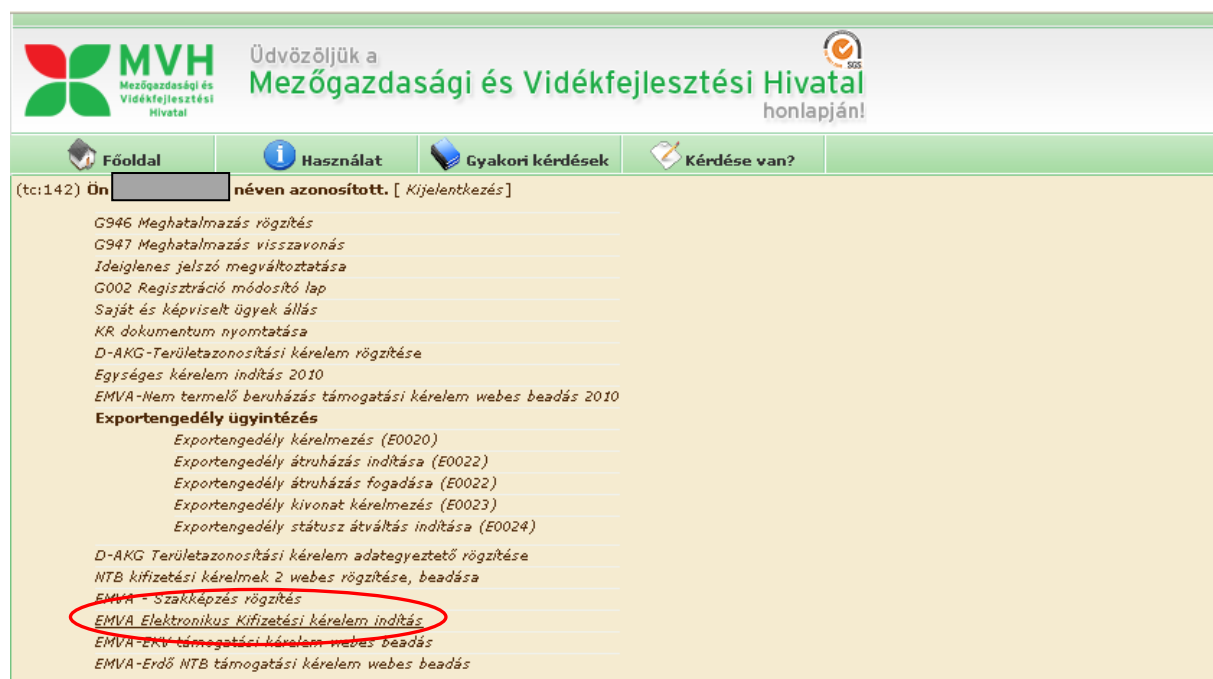 MVH
Mezőgazdasági és
Vidékfejlesztési
Hivatal
Üdvözöljük a
Mezőgazdasági és Vidékfejlesztési Hivatal
honlapján!
SGS
Főoldal
Használat
Gyakori kérdések
Kérdése van?
(tc:142) Ön néven azonosított. [ Kijelentkezés]
G946 Meghatalmazás rögzítés
G947 Meghatalmazás visszavonás
Ideiglenes jelszó megváltoztatása
G002 Regisztráció módosító lap
Saját és képviselt ügyek állás
KR dokumentum nyomtatása
D-AKG-Területazonosítási kérelem rögzítése
Egységes kérelem indítás 2010
EMVA-Nem termelő beruházás támogatási kérelem webes beadás 2010
Exportengedély ügyintézés
Exportengedély kérelmezés (E0020)
Exportengedély átruházás indítása (E0022)
Exportengedély átruházás fogadása (E0022)
Exportengedély kivonat kérelmezés (E0023)
Exportengedély státusz átváltás indítása (E0024)
D-AKG Területazonosítási kérelem adategyeztető rögzítése
NTB kifizetési kérelmek 2 webes rögzítése, beadása
EMVA - Szakképzés rögzítés
EMVA Elektronikus Kifizetési kérelem indítás
EMVA-EKV támogatási kérelem webes beadás
EMVA-Erdő NTB támogatási kérelem webes beadás